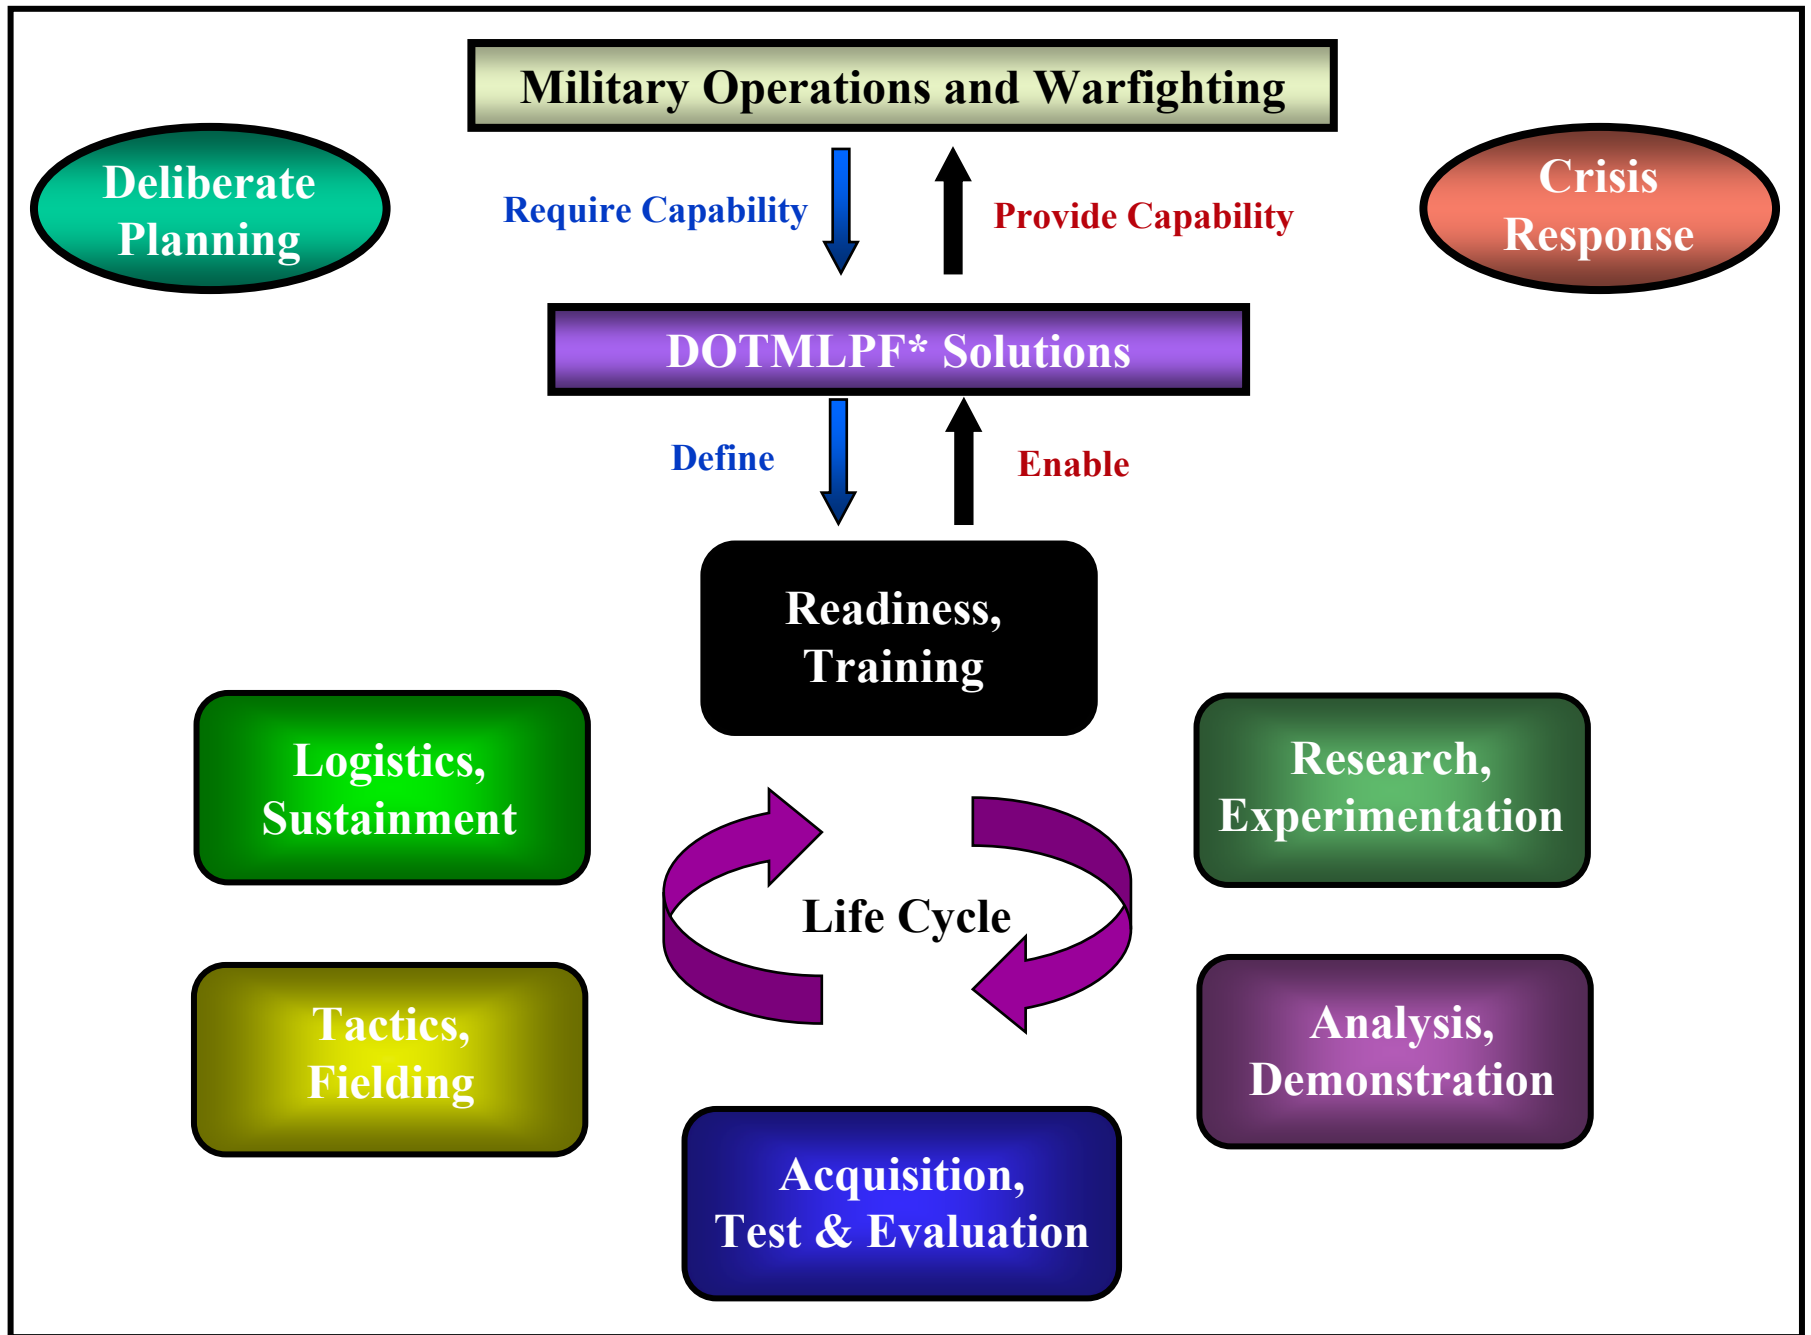 Military Operations and Warfighting
Deliberate
Planning
Require Capability
Provide Capability
Crisis
Response
DOTMLPF* Solutions
Define
Enable
Readiness,
Training
Logistics,
Sustainment
Research,
Experimentation
Life Cycle
Tactics,
Fielding
Analysis,
Demonstration
Acquisition,
Test & Evaluation